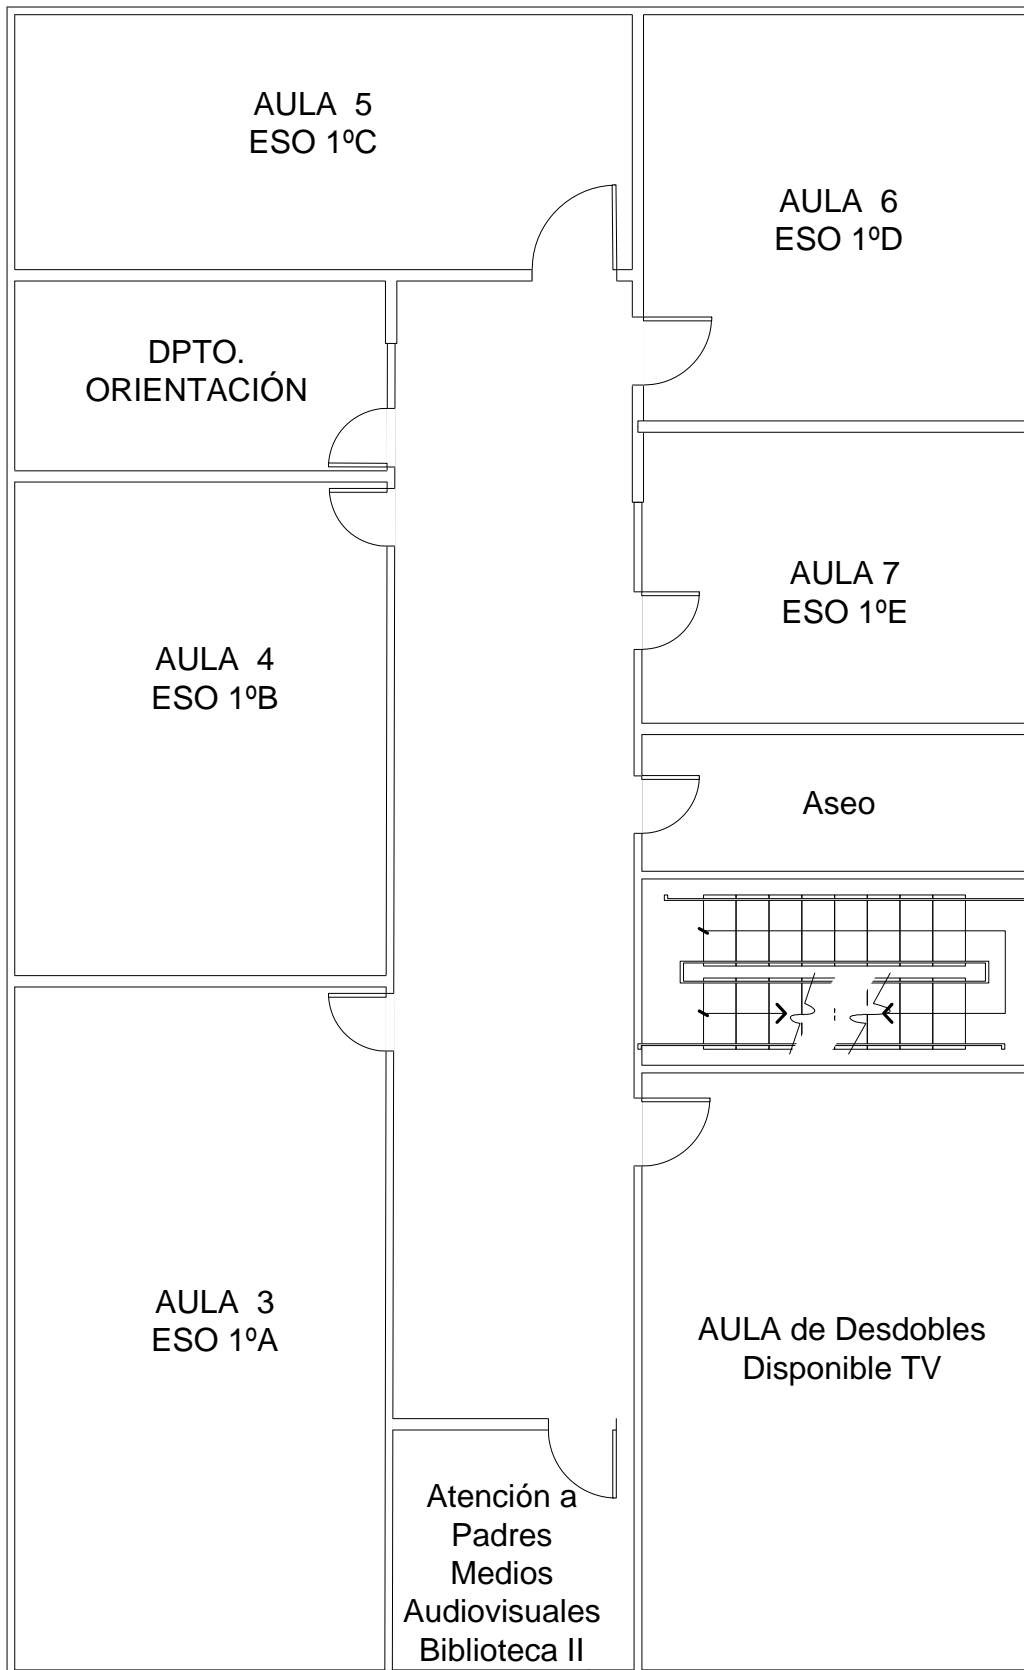 AULA 5
ESO 1ºC
AULA 6
ESO 1ºD
DPTO.
ORIENTACIÓN
AULA 7
ESO 1ºE
AULA 4
ESO 1ºB
Aseo
AULA 3
ESO 1ºA
AULA de Desdobles
Disponible TV
Atención a
Padres
Medios
Audiovisuales
Biblioteca II